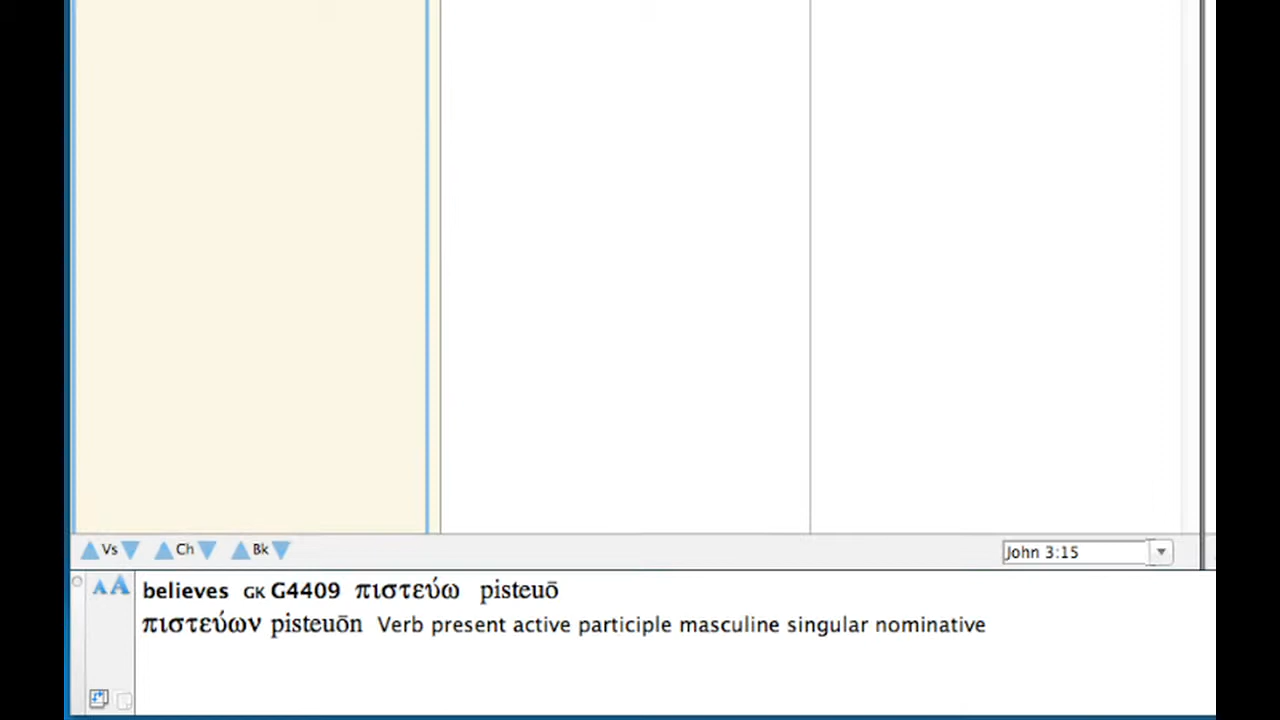 Vs Ch Bk John 3:15
believes GK G4409 πιστεύω pisteuō
πιστεύων pisteuōn Verb present active participle masculine singular nominative